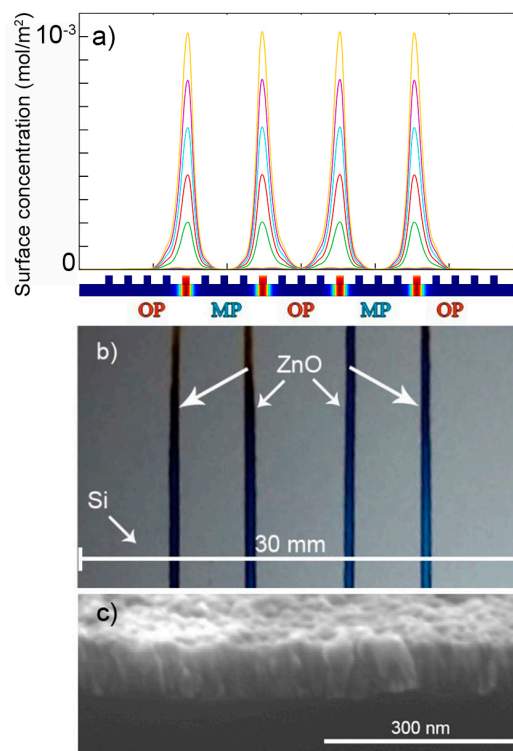 a)
10-3
Surface concentration (mol/m²)
0
OP MP OP MP OP
b)
ZnO
Si
30 mm
c)
300 nm